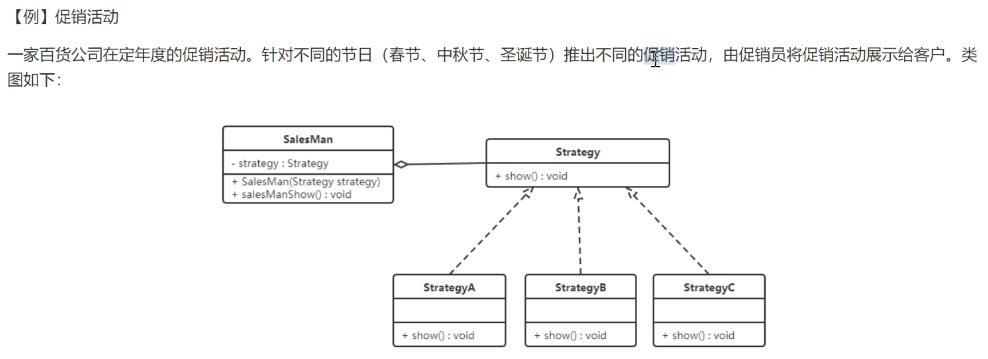 【例】促销活动
一家百货公司在定年度的促销活动。针对不同的节日（春节、中秋节、圣诞节）推出不同的促销活动，由促销员将促销活动展示给客户。类
图如下：
SalesMan
- strategy : Strategy
+ SalesMan(Strategy strategy)
+ salesManShow() : void
Strategy
+ show() : void
StrategyA
+ show() : void
StrategyB
+ show() : void
StrategyC
+ show() : void